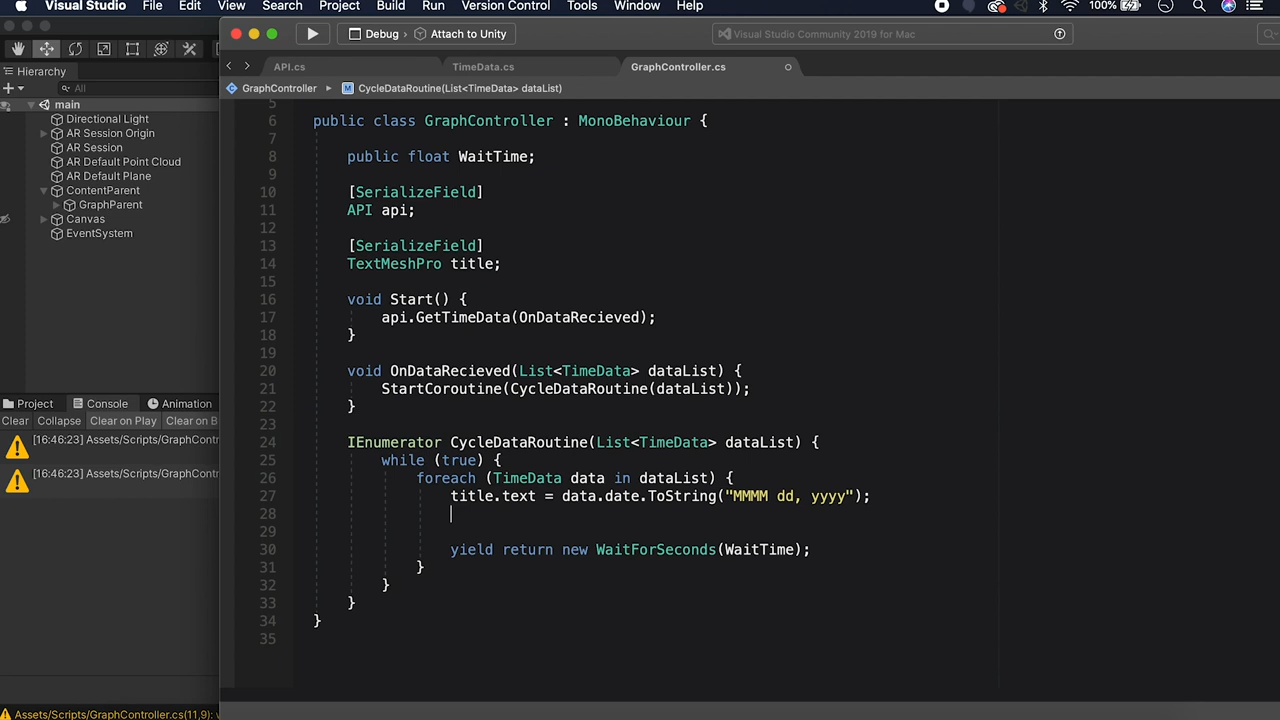 Visual Studio File Edit View Search Project Build Run Version Control Tools Window Help 100%
Debug › Attach to Unity
Visual Studio Community 2019 for Mac
API.cs TimeData.cs GraphController.cs
GraphController ▸ M CycleDataRoutine(List<TimeData> dataList)
Hierarchy
All
main
Directional Light
AR Session Origin
AR Session
AR Default Point Cloud
AR Default Plane
ContentParent
GraphParent
Canvas
EventSystem
Project Console Animation
Clear Collapse Clear on Play Clear on B
[16:46:23] Assets/Scripts/GraphContr
[16:46:23] Assets/Scripts/GraphContr
Assets/Scripts/GraphController.cs(11,9):
5
6 public class GraphController : MonoBehaviour {
7
8 public float WaitTime;
9
10 [SerializeField]
11 API api;
12
13 [SerializeField]
14 TextMeshPro title;
15
16 void Start() {
17 api.GetTimeData(OnDataRecieved);
18 }
19
20 void OnDataRecieved(List<TimeData> dataList) {
21 StartCoroutine(CycleDataRoutine(dataList));
22 }
23
24 IEnumerator CycleDataRoutine(List<TimeData> dataList) {
25 while (true) {
26 foreach (TimeData data in dataList) {
27 title.text = data.date.ToString("MMMM dd, yyyy");
28
29
30 yield return new WaitForSeconds(WaitTime);
31 }
32 }
33 }
34 }
35